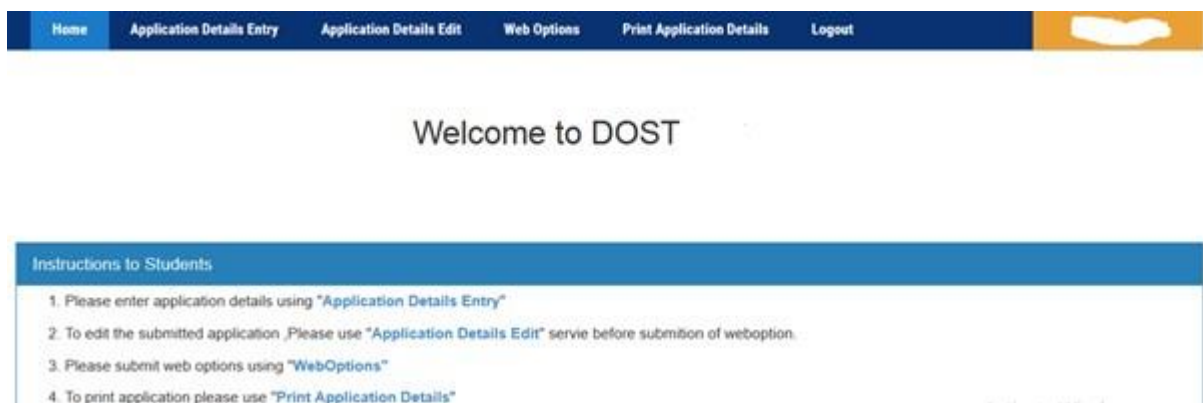 Home Application Details Entry Application Details Edit Web Options Print Application Details Logout
Welcome to DOST
Instructions to Students
1. Please enter application details using "Application Details Entry"
2. To edit the submitted application ,Please use "Application Details Edit" servie before submition of weboption.
3. Please submit web options using "WebOptions"
4. To print application please use "Print Application Details"